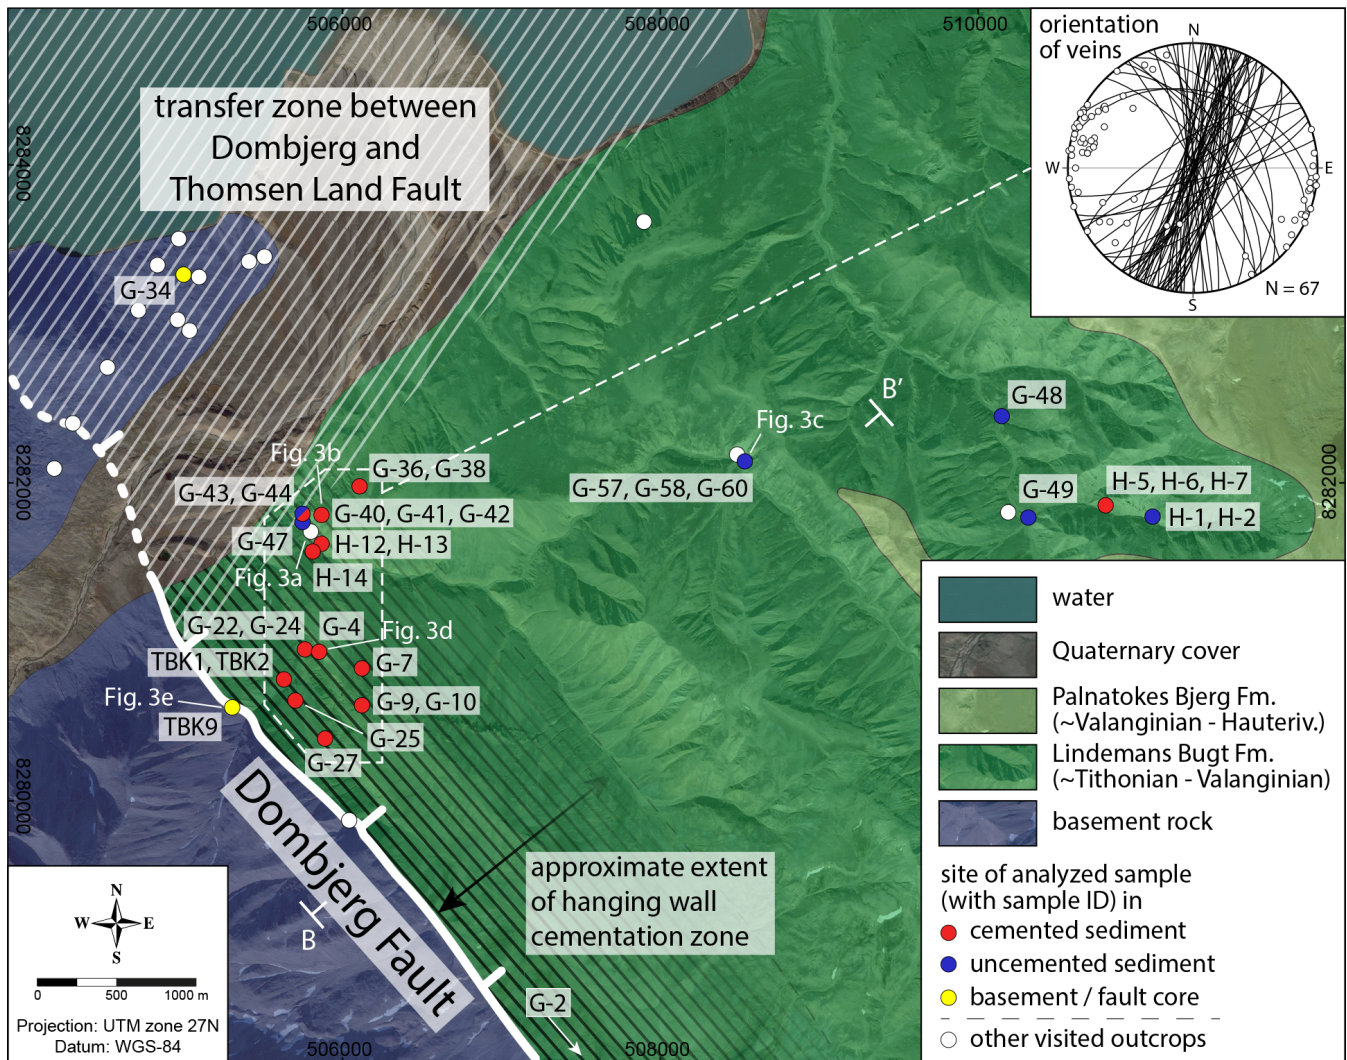 506000
508000
510000
orientation
of veins
N
W
E
S
N = 67
transfer zone between
Dombjerg and
Thomsen Land Fault
8284000
G-34
B'
G-48
Fig. 3c
Fig. 3b
G-36, G-38
G-43, G-44
G-57, G-58, G-60
G-49
H-5, H-6, H-7
8282000
8282000
G-40, G-41, G-42
H-1, H-2
G-47
H-12, H-13
Fig. 3a
H-14
G-22, G-24
G-4
Fig. 3d
TBK1, TBK2
G-7
Fig. 3e
G-9, G-10
TBK9
G-25
G-27
8280000
Dombjerg Fault
approximate extent
of hanging wall
cementation zone
B
G-2
506000
508000
water
Quaternary cover
Palnatokes Bjerg Fm.
(~Valanginian - Hauteriv.)
Lindemans Bugt Fm.
(~Tithonian - Valanginian)
basement rock
site of analyzed sample
(with sample ID) in
cemented sediment
uncemented sediment
basement / fault core
other visited outcrops
N
W E
S
0 500 1000 m
Projection: UTM zone 27N
Datum: WGS-84